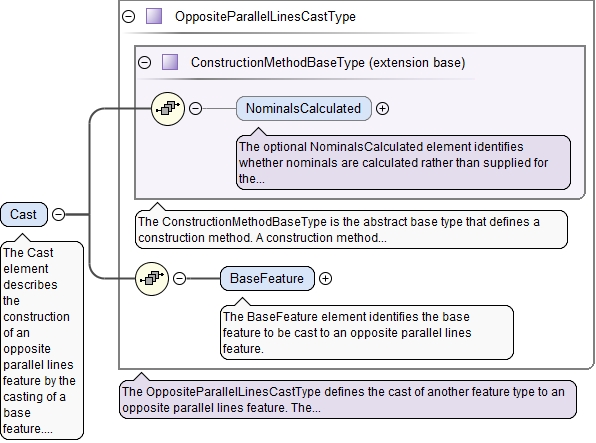 OppositeParallelLinesCastType
ConstructionMethodBaseType (extension base)
NominalsCalculated
The optional NominalsCalculated element identifies
whether nominals are calculated rather than supplied for
the...
Cast
The ConstructionMethodBaseType is the abstract base type that defines a
construction method. A construction method...
The Cast
element
describes
the
construction
of an
opposite
parallel lines
feature by the
casting of a
base
feature....
BaseFeature
The BaseFeature element identifies the base
feature to be cast to an opposite parallel lines
feature.
The OppositeParallelLinesCastType defines the cast of another feature type to an
opposite parallel lines feature. The...